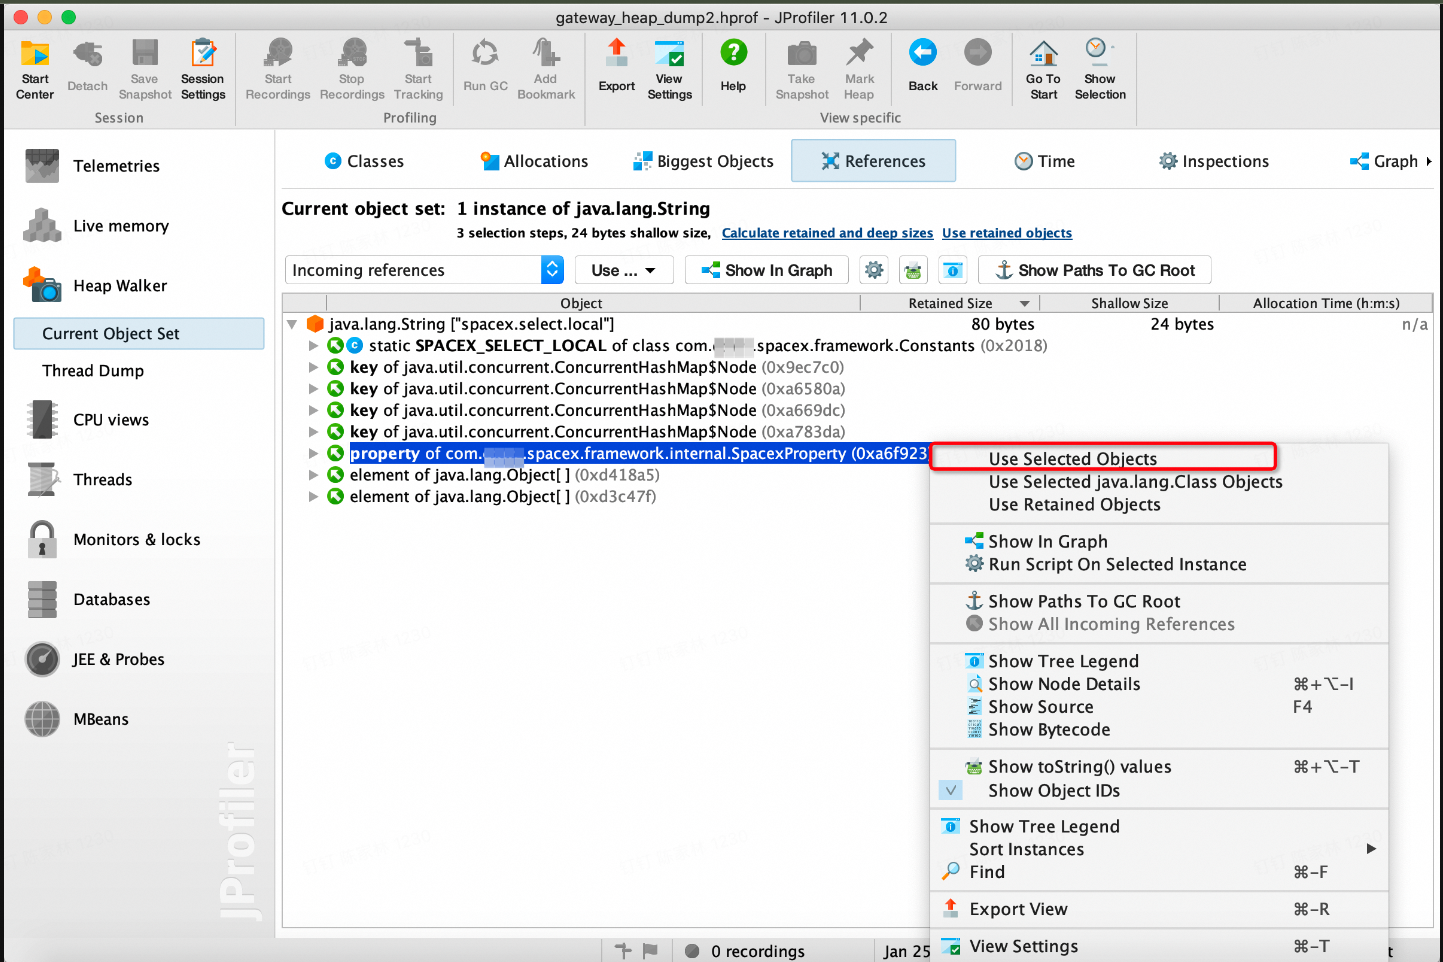 gateway_heap_dump2.hprof - JProfiler 11.0.2
Start Center
Detach
Save Snapshot
Session Settings
Start Recordings
Stop Recordings
Start Tracking
Run GC
Add Bookmark
Export
View Settings
Help
Take Snapshot
Mark Heap
Back
Forward
Go To Start
Show Selection
Session
Profiling
View specific
Telemetries
Live memory
Heap Walker
Current Object Set
Thread Dump
CPU views
Threads
Monitors & locks
Databases
JEE & Probes
MBeans
JProfiler
Classes
Allocations
Biggest Objects
References
Time
Inspections
Graph
Current object set: 1 instance of java.lang.String
3 selection steps, 24 bytes shallow size, Calculate retained and deep sizes Use retained objects
Incoming references
Use ...
Show In Graph
Show Paths To GC Root
Object Retained Size Shallow Size Allocation Time (h:m:s)
java.lang.String ["spacex.select.local"] 80 bytes 24 bytes n/a
static SPACEX_SELECT_LOCAL of class com. .spacex.framework.Constants (0x2018)
key of java.util.concurrent.ConcurrentHashMap$Node (0x9ec7c0)
key of java.util.concurrent.ConcurrentHashMap$Node (0xa6580a)
key of java.util.concurrent.ConcurrentHashMap$Node (0xa669dc)
key of java.util.concurrent.ConcurrentHashMap$Node (0xa783da)
property of com. .spacex.framework.internal.SpacexProperty (0xa6f923
element of java.lang.Object[ ] (0xd418a5)
element of java.lang.Object[ ] (0xd3c47f)
Use Selected Objects
Use Selected java.lang.Class Objects
Use Retained Objects
Show In Graph
Run Script On Selected Instance
Show Paths To GC Root
Show All Incoming References
Show Tree Legend
Show Node Details ⌘+⌥-I
Show Source F4
Show Bytecode
Show toString() values ⌘+⌥-T
Show Object IDs
Show Tree Legend
Sort Instances
Find ⌘-F
Export View ⌘-R
View Settings ⌘-T
0 recordings
Jan 25